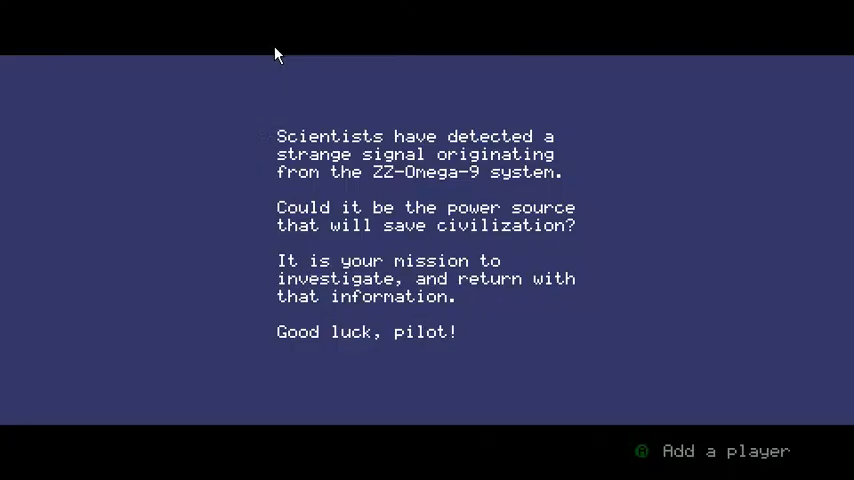 Scientists have detected a
strange signal originating
from the ZZ-Omega-9 system.
Could it be the power source
that will save civilization?
It is your mission to
investigate, and return with
that information.
Good luck, pilot!
A Add a player